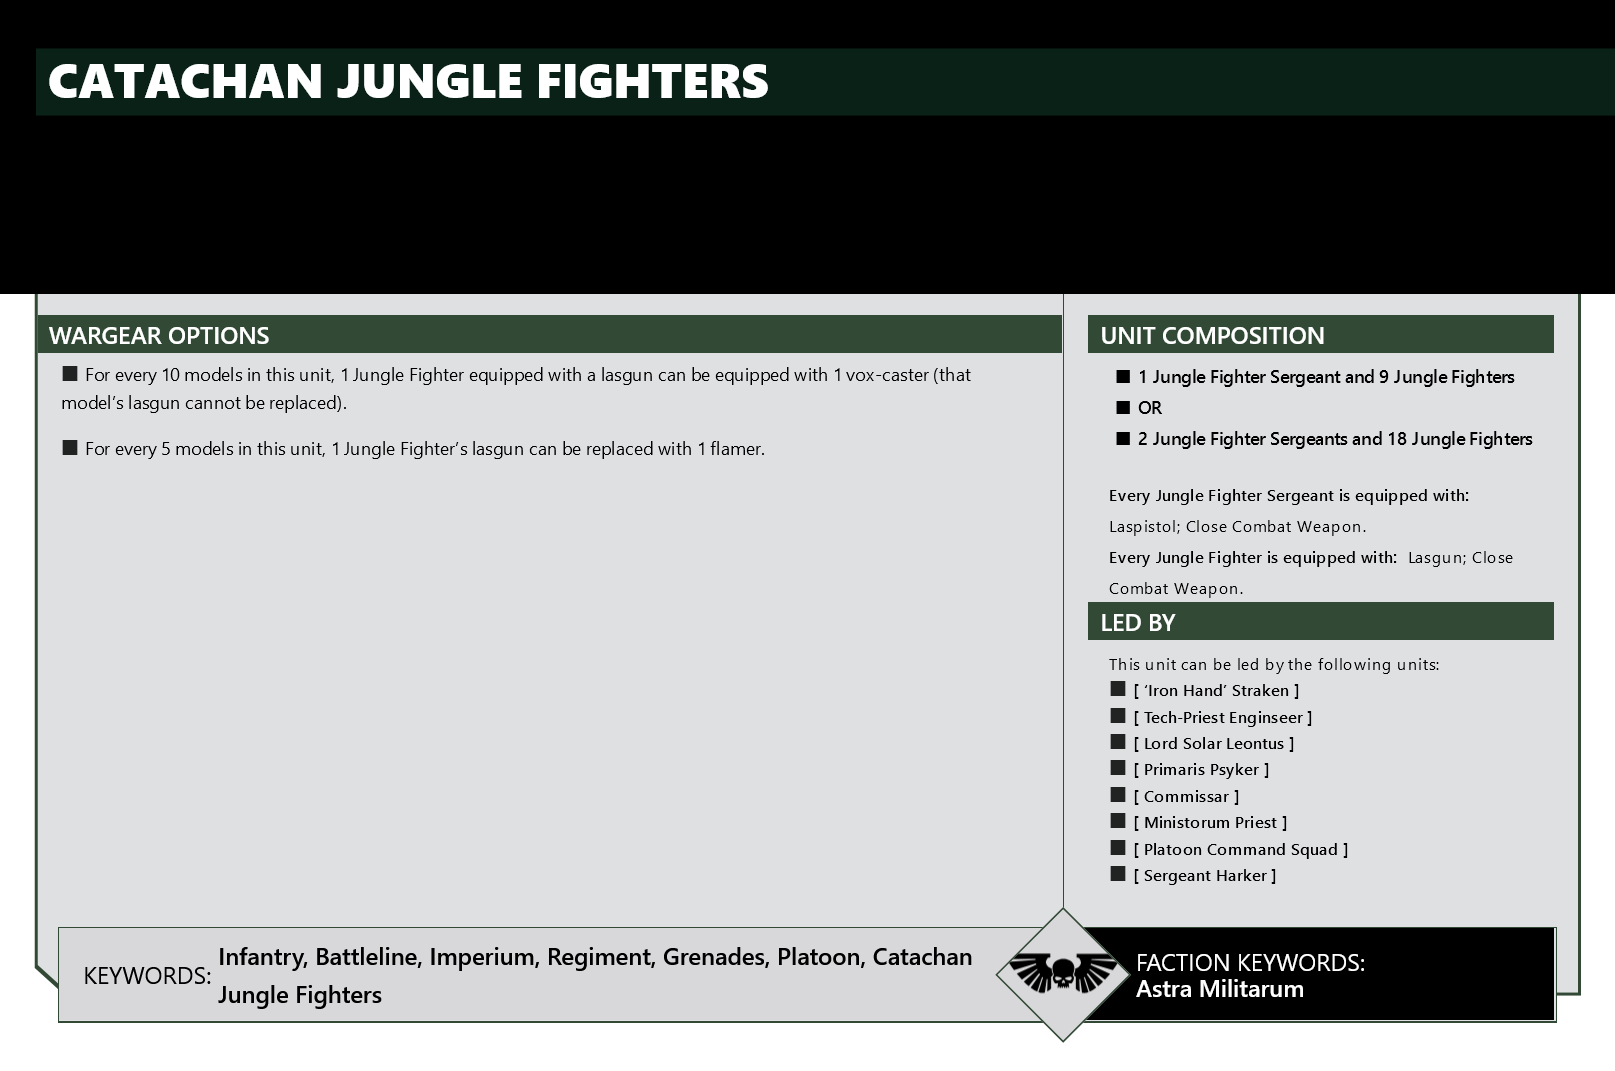 CATACHAN JUNGLE FIGHTERS
WARGEAR OPTIONS
■ For every 10 models in this unit, 1 Jungle Fighter equipped with a lasgun can be equipped with 1 vox-caster (that
model’s lasgun cannot be replaced).
■ For every 5 models in this unit, 1 Jungle Fighter’s lasgun can be replaced with 1 flamer.
UNIT COMPOSITION
■ 1 Jungle Fighter Sergeant and 9 Jungle Fighters
■ OR
■ 2 Jungle Fighter Sergeants and 18 Jungle Fighters
Every Jungle Fighter Sergeant is equipped with:
Laspistol; Close Combat Weapon.
Every Jungle Fighter is equipped with: Lasgun; Close
Combat Weapon.
LED BY
This unit can be led by the following units:
■ [ ‘Iron Hand’ Straken ]
■ [ Tech-Priest Enginseer ]
■ [ Lord Solar Leontus ]
■ [ Primaris Psyker ]
■ [ Commissar ]
■ [ Ministorum Priest ]
■ [ Platoon Command Squad ]
■ [ Sergeant Harker ]
KEYWORDS: Infantry, Battleline, Imperium, Regiment, Grenades, Platoon, Catachan
Jungle Fighters
FACTION KEYWORDS:
Astra Militarum